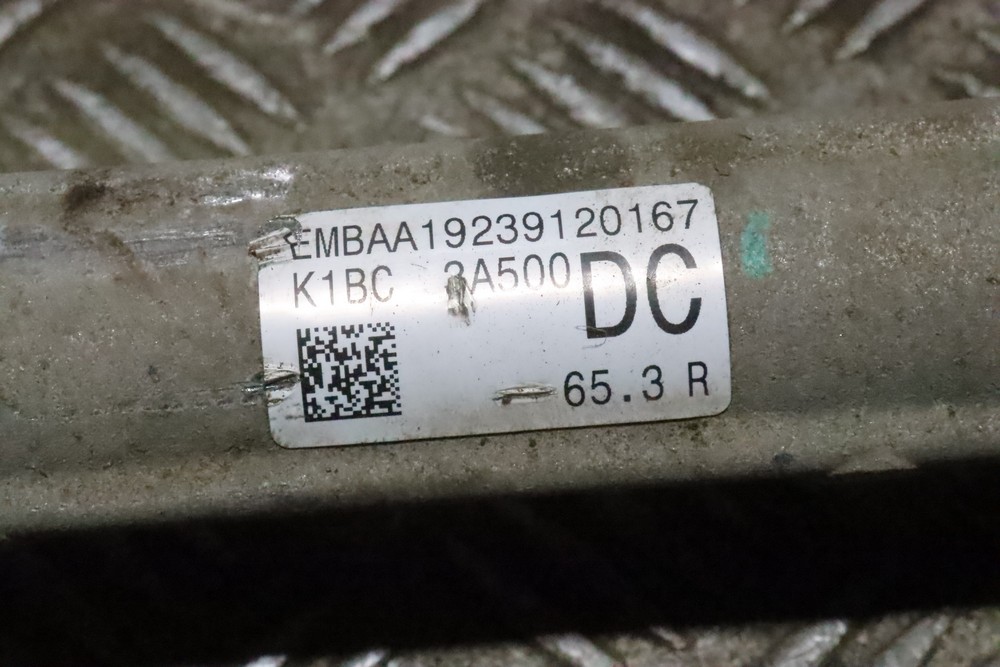 EMBAA19239120167
K1BC 3A500 DC
65.3 R